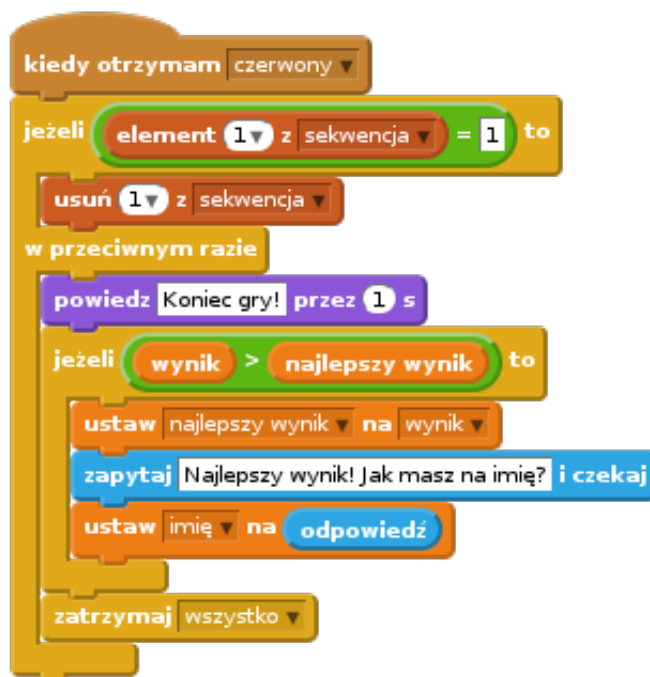 kiedy otrzymam czerwony
jeżeli element 1 z sekwencja = 1 to
usuń 1 z sekwencja
w przeciwnym razie
powiedz Koniec gry! przez 1 s
jeżeli wynik > najlepszy wynik to
ustaw najlepszy wynik na wynik
zapytaj Najlepszy wynik! Jak masz na imię? i czekaj
ustaw imię na odpowiedź
zatrzymaj wszystko